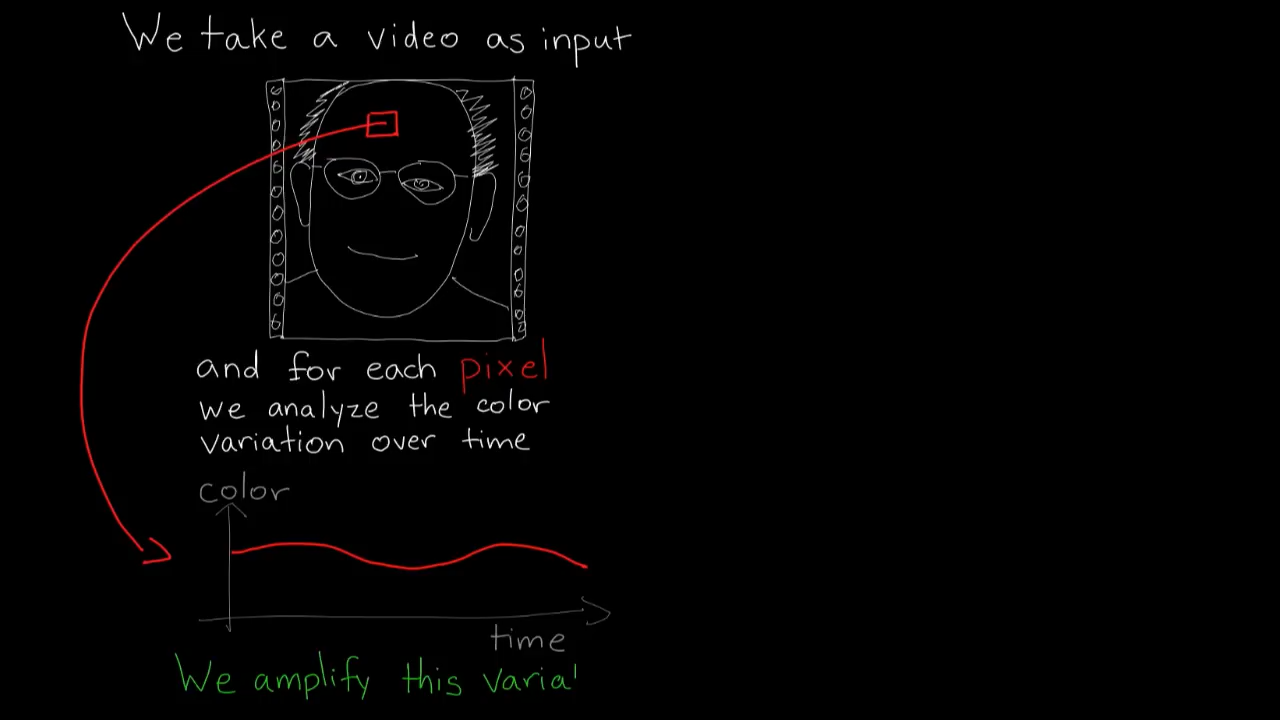 We take a video as input
and for each pixel
we analyze the color
variation over time
color
time
We amplify this varia